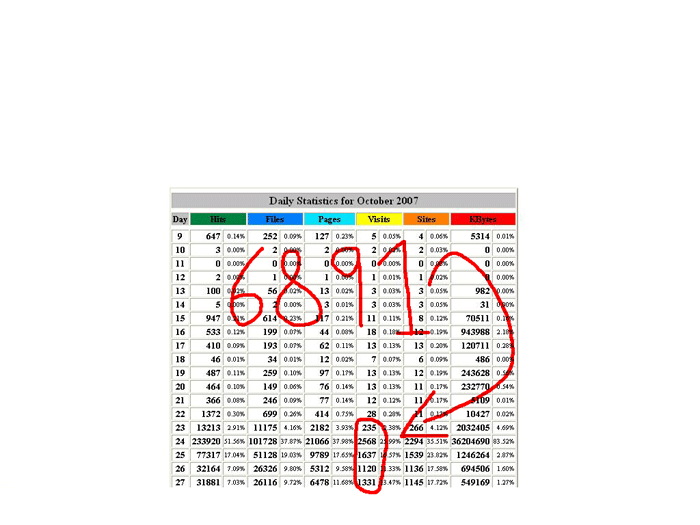 Daily Statistics for October 2007
Day Hits Files Pages Visits Sites KBytes
9 647 0.14% 252 0.09% 127 0.23% 5 0.05% 4 0.06% 5314 0.01%
10 3 0.00% 2 0.00% 2 0.00% 2 0.02% 2 0.03% 0 0.00%
11 0 0.00% 0 0.00% 0 0.00% 0 0.00% 0 0.00% 0 0.00%
12 2 0.00% 1 0.00% 1 0.00% 1 0.01% 1 0.02% 0 0.00%
13 100 0.02% 56 0.02% 13 0.02% 3 0.03% 3 0.05% 982 0.00%
14 5 0.00% 2 0.00% 3 0.01% 3 0.03% 3 0.05% 31 0.00%
15 947 0.21% 614 0.23% 117 0.21% 11 0.11% 8 0.12% 70511 0.16%
16 533 0.12% 199 0.07% 44 0.08% 18 0.18% 12 0.19% 943988 2.18%
17 410 0.09% 193 0.07% 62 0.11% 13 0.13% 13 0.20% 120711 0.28%
18 46 0.01% 34 0.01% 12 0.02% 7 0.07% 6 0.09% 486 0.00%
19 487 0.11% 259 0.10% 97 0.17% 13 0.13% 12 0.19% 243628 0.56%
20 464 0.10% 149 0.06% 76 0.14% 13 0.13% 11 0.17% 232770 0.54%
21 366 0.08% 246 0.09% 77 0.14% 12 0.12% 11 0.17% 5109 0.01%
22 1372 0.30% 699 0.26% 414 0.75% 28 0.28% 11 0.17% 10427 0.02%
23 13213 2.91% 11175 4.16% 2182 3.93% 235 2.38% 266 4.12% 2032405 4.69%
24 233920 51.56% 101728 37.87% 21066 37.98% 2568 25.99% 2294 35.51% 36204690 83.52%
25 77317 17.04% 51128 19.03% 9789 17.65% 1637 16.57% 1539 23.82% 1246264 2.87%
26 32164 7.09% 26326 9.80% 5312 9.58% 1120 11.33% 1136 17.58% 694506 1.60%
27 31881 7.03% 26116 9.72% 6478 11.68% 1331 13.47% 1145 17.72% 549169 1.27%
6891